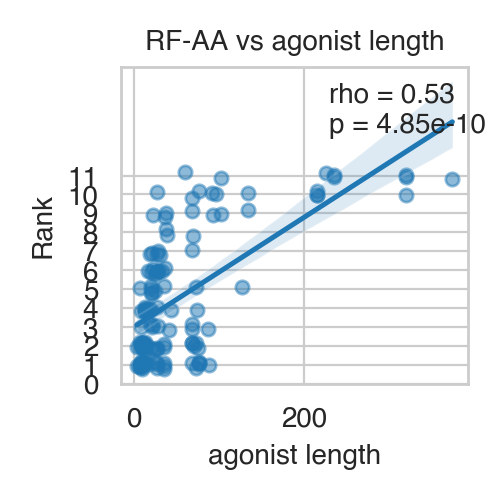 RF-AA vs agonist length
rho = 0.53
p = 4.85e-10
Rank
11
10
9
8
7
6
5
4
3
2
1
0
0 200
agonist length